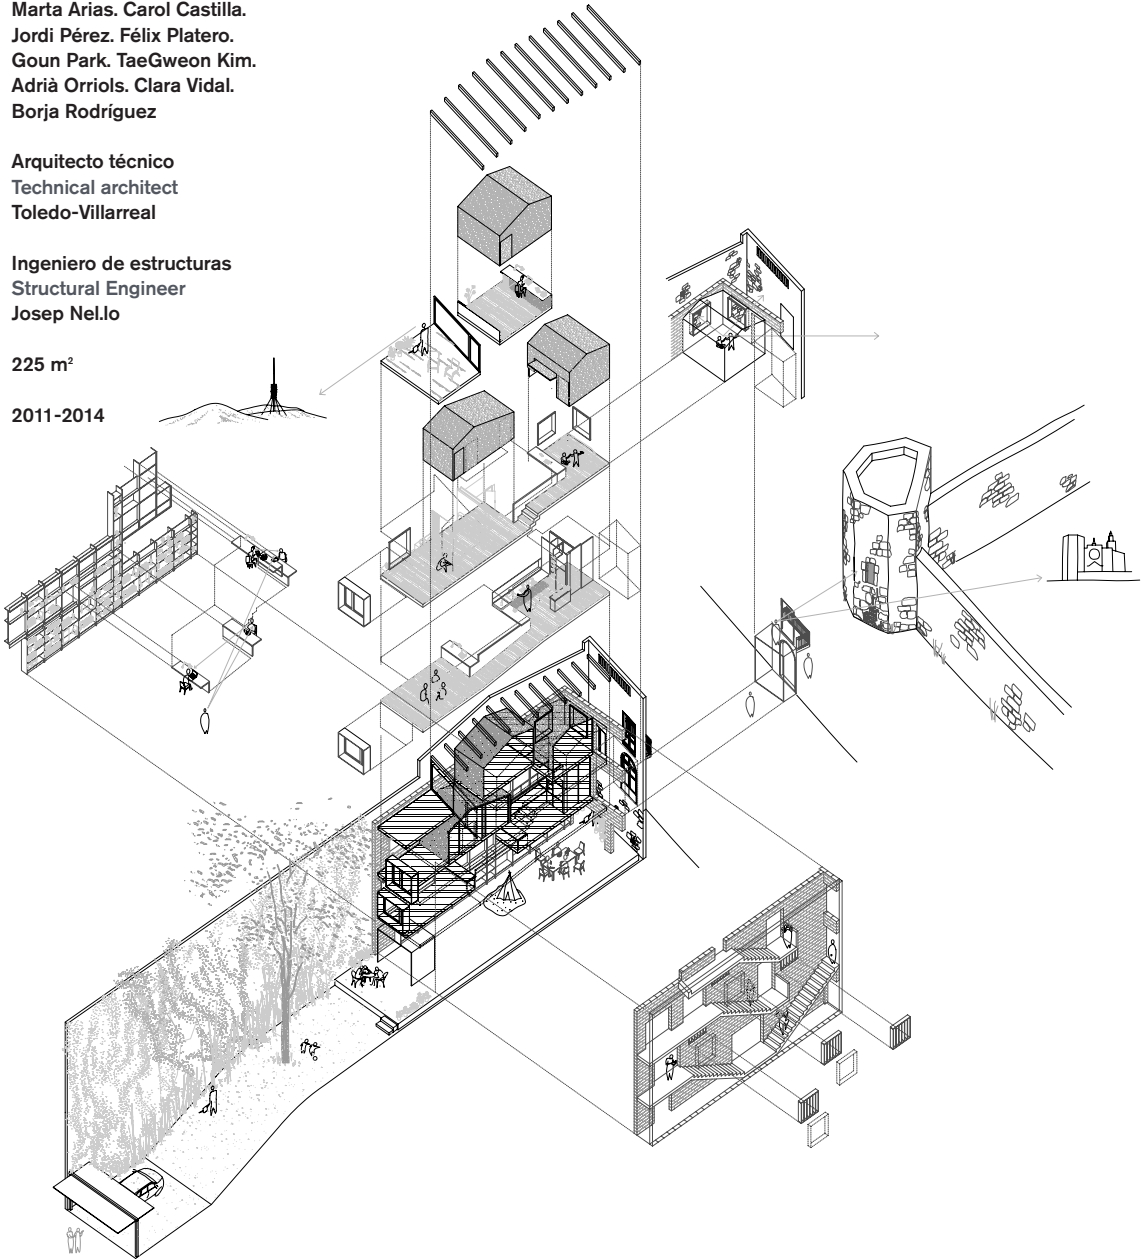 Marta Arias. Carol Castilla.
Jordi Pérez. Félix Platero.
Goun Park. TaeGweon Kim.
Adrià Orriols. Clara Vidal.
Borja Rodríguez
Arquitecto técnico
Technical architect
Toledo-Villarreal
Ingeniero de estructuras
Structural Engineer
Josep Nel.lo
225 m²
2011-2014